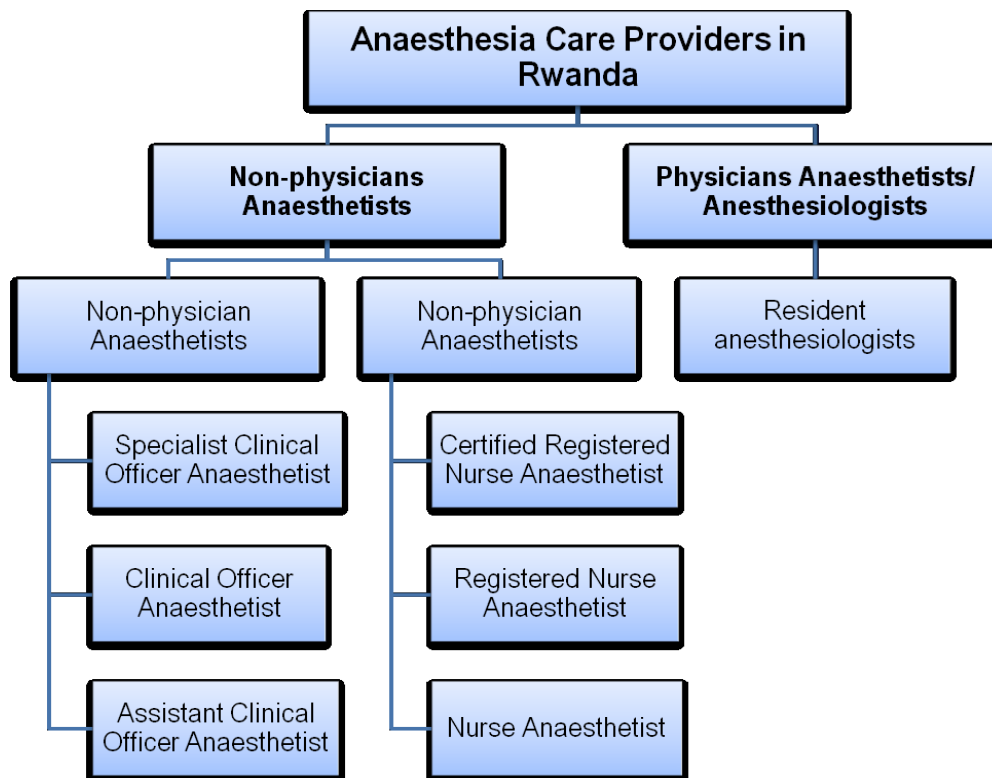 Anaesthesia Care Providers in
Rwanda
Non-physicians
Anaesthetists
Physicians Anaesthetists/
Anesthesiologists
Non-physician
Anaesthetists
Non-physician
Anaesthetists
Resident
anesthesiologists
Specialist Clinical
Officer Anaesthetist
Certified Registered
Nurse Anaesthetist
Clinical Officer
Anaesthetist
Registered Nurse
Anaesthetist
Assistant Clinical
Officer Anaesthetist
Nurse Anaesthetist